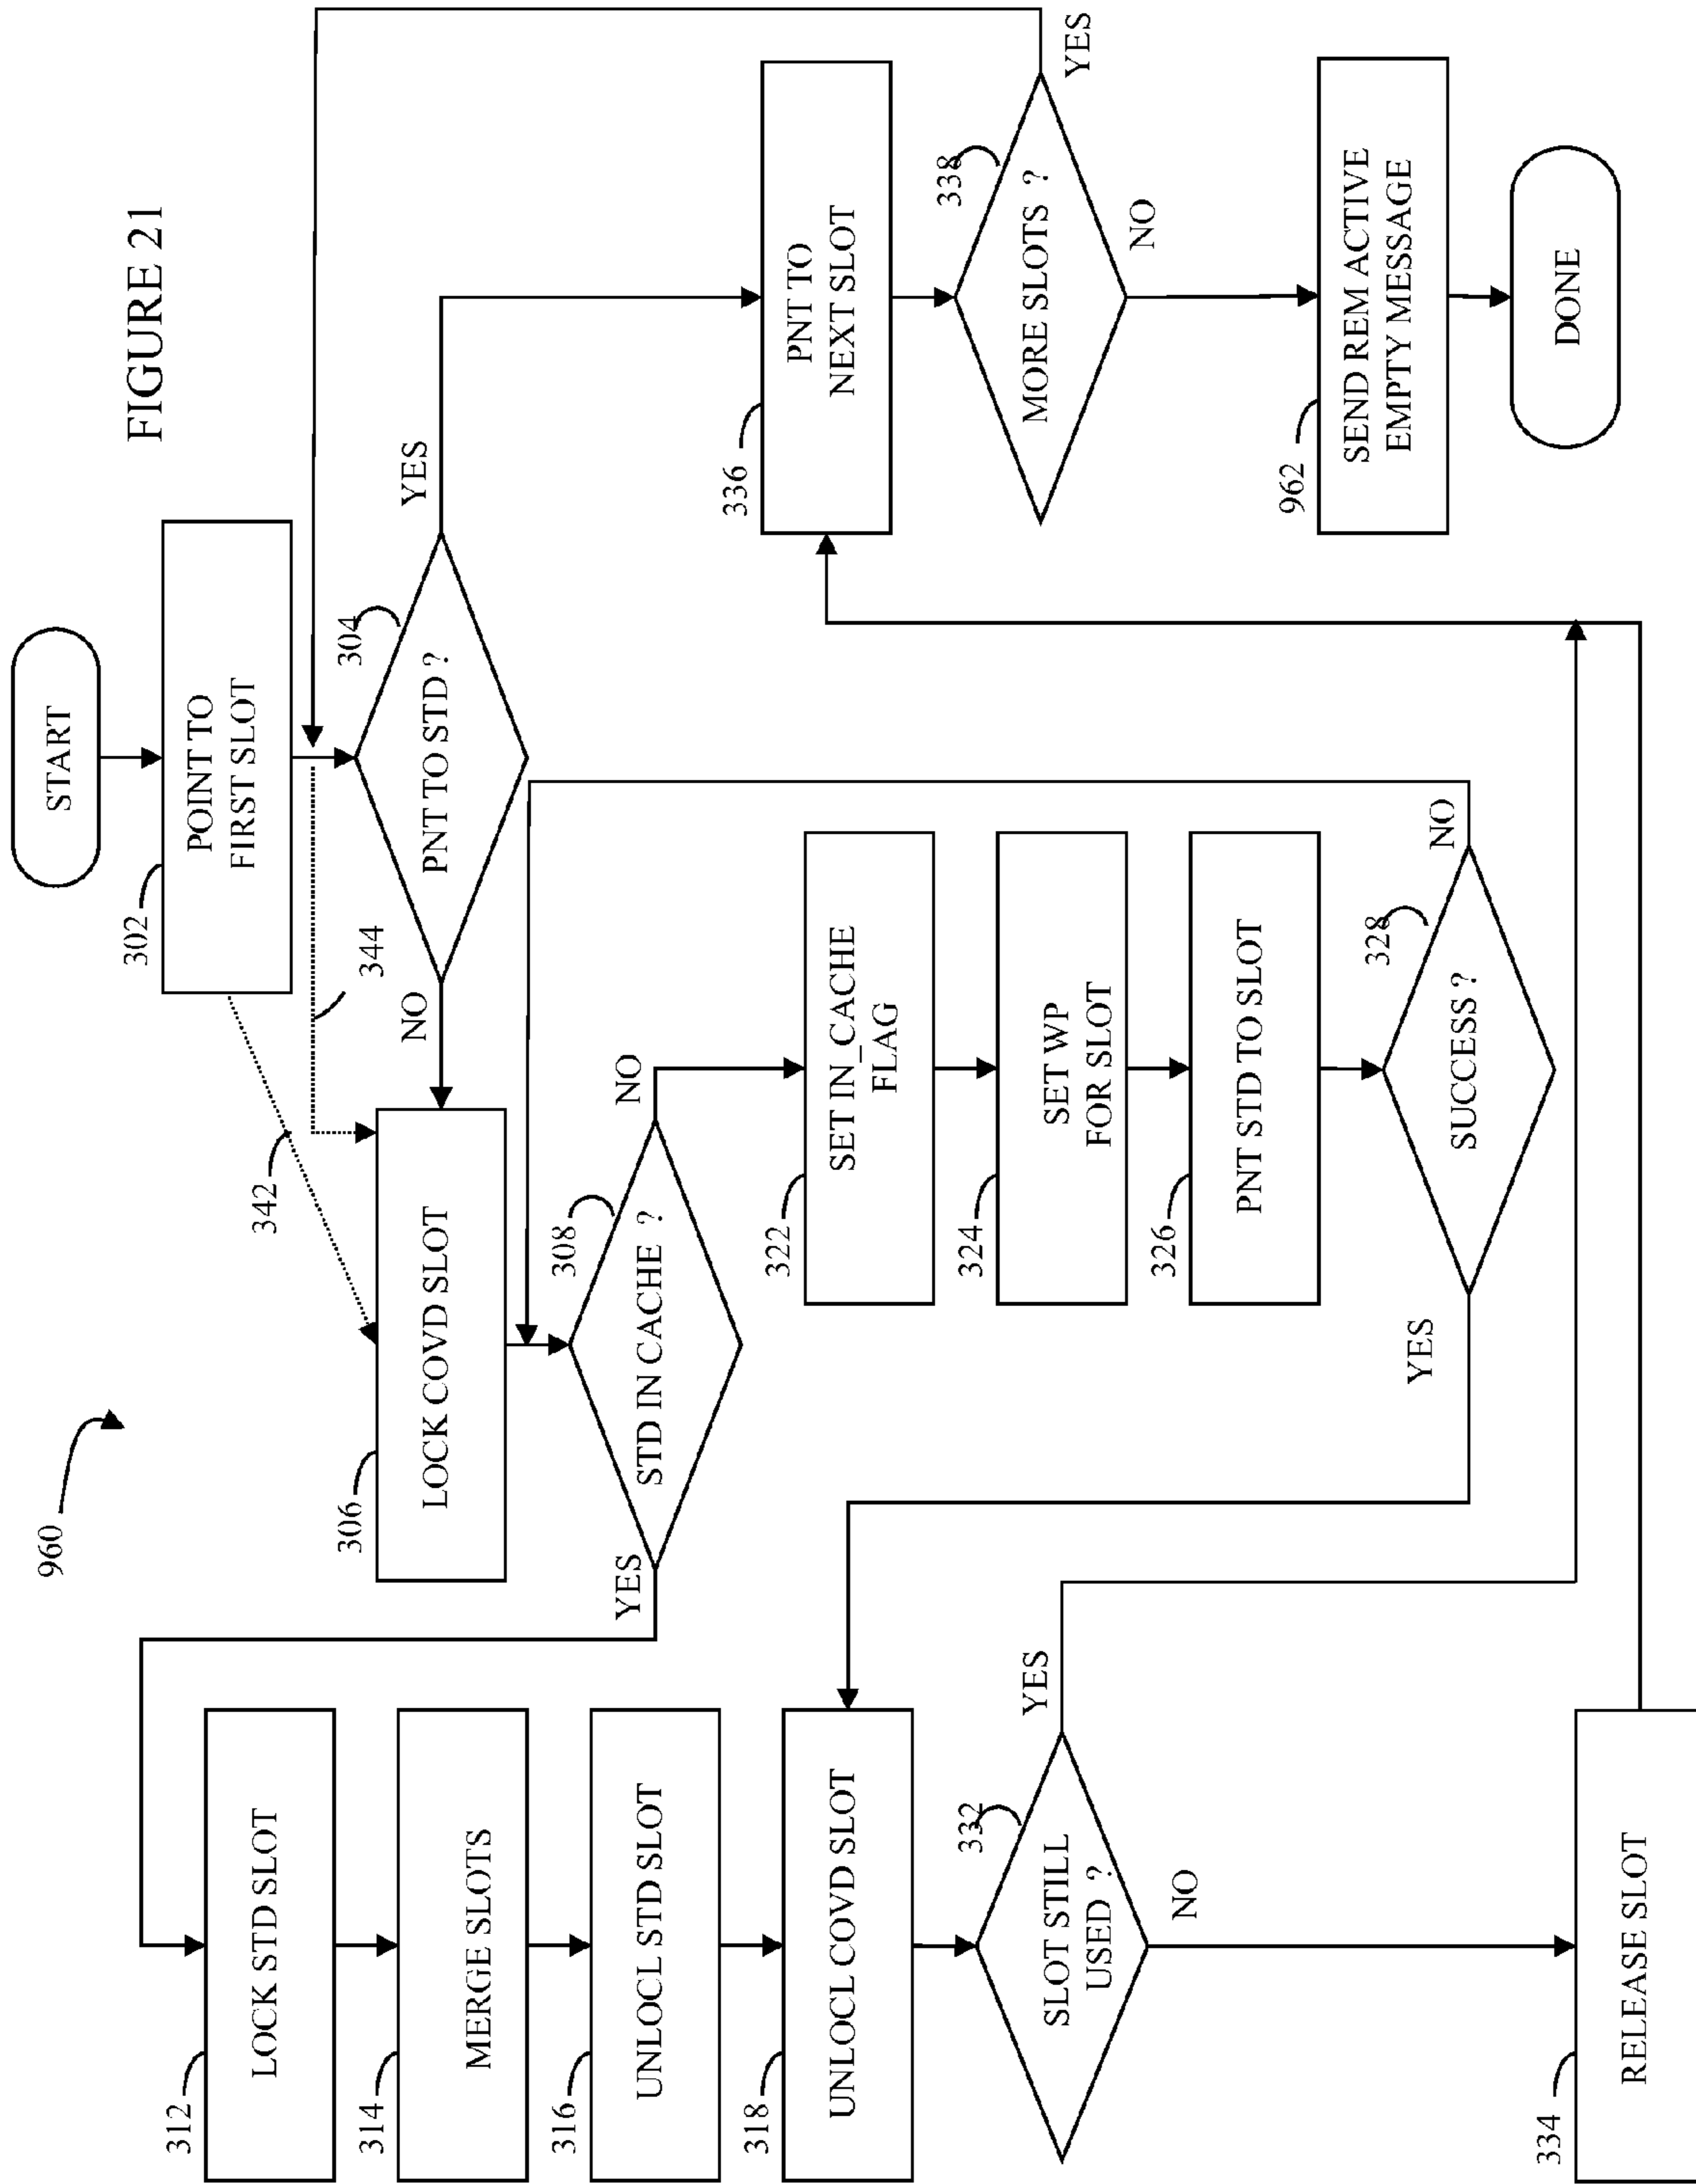 FIGURE 21
960
START
302
POINT TO
FIRST SLOT
342
344
304
PNT TO STD ?
YES
NO
306
LOCK COVD SLOT
308
STD IN CACHE ?
YES
NO
312
LOCK STD SLOT
314
MERGE SLOTS
316
UNLOCL STD SLOT
318
UNLOCL COVD SLOT
322
SET IN_CACHE
FLAG
324
SET WP
FOR SLOT
326
PNT STD TO SLOT
328
SUCCESS ?
YES
NO
332
SLOT STILL
USED ?
YES
NO
334
RELEASE SLOT
336
PNT TO
NEXT SLOT
338
MORE SLOTS ?
YES
NO
962
SEND REM ACTIVE
EMPTY MESSAGE
DONE